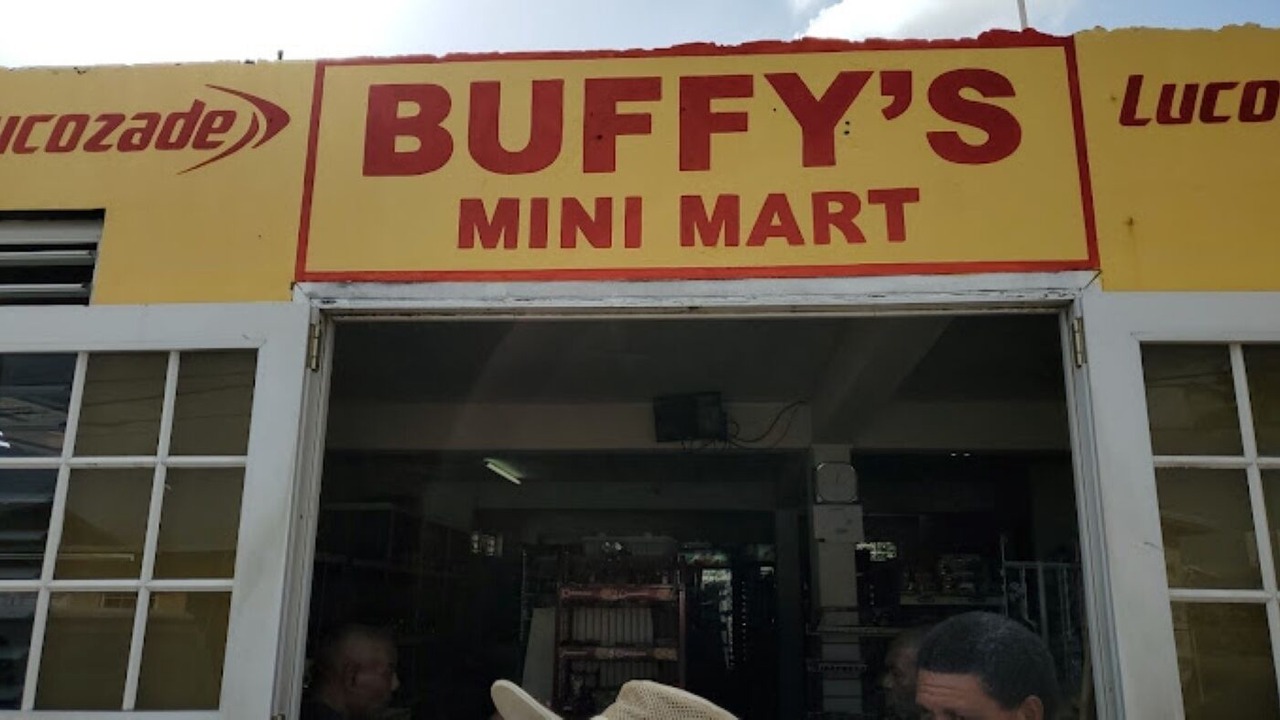 ucozade
BUFFY'S
MINI MART
Luco